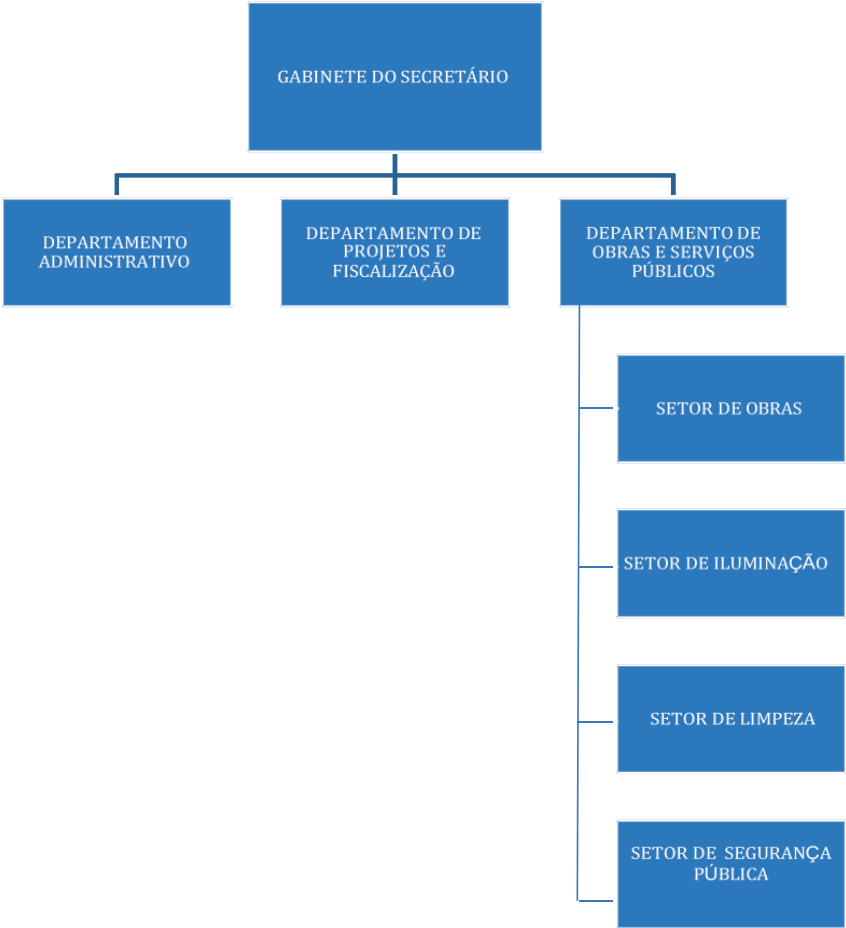 GABINETE DO SECRETÁRIO
DEPARTAMENTO
ADMINISTRATIVO
DEPARTAMENTO DE
PROJETOS E
FISCALIZAÇÃO
DEPARTAMENTO DE
OBRAS E SERVIÇOS
PÚBLICOS
SETOR DE OBRAS
SETOR DE ILUMINAÇÃO
SETOR DE LIMPEZA
SETOR DE SEGURANÇA
PÚBLICA